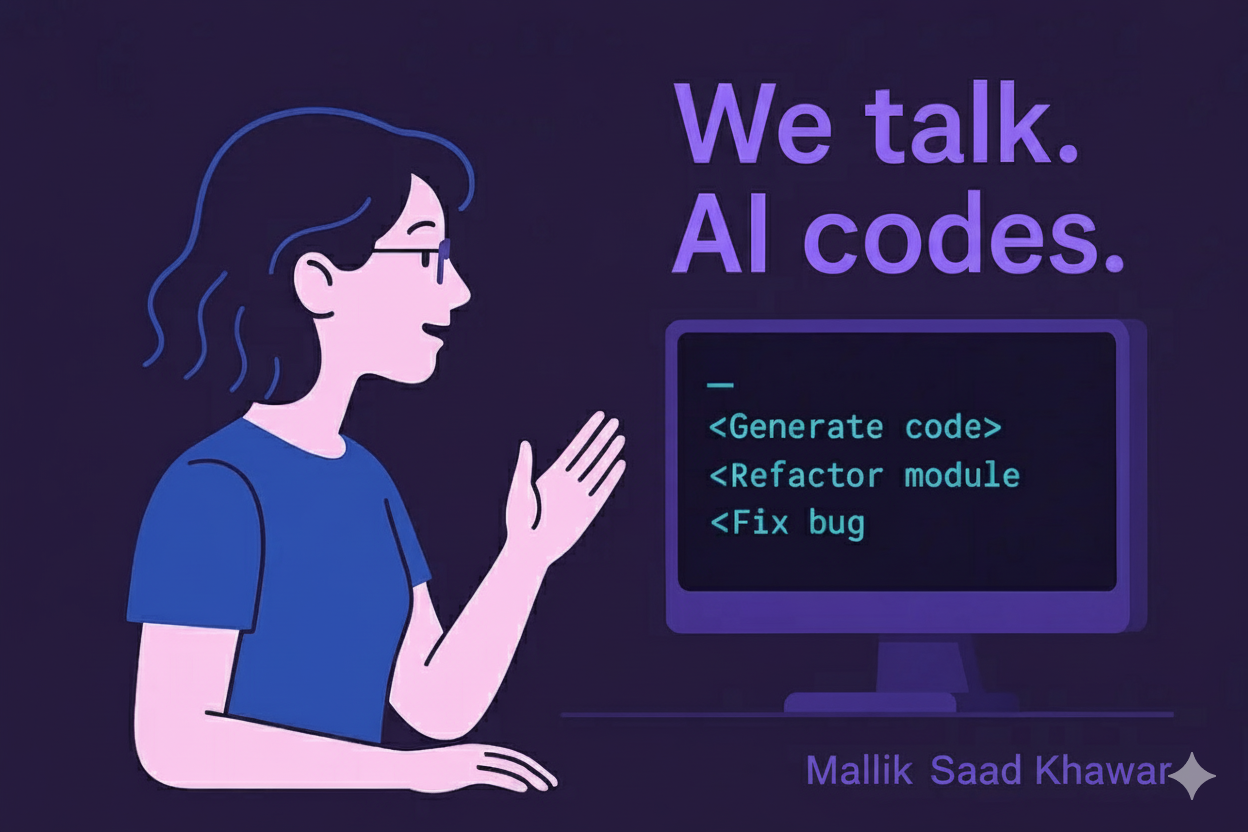 We talk.
AI codes.
—
<Generate code>
<Refactor module
<Fix bug
Mallik Saad Khawar